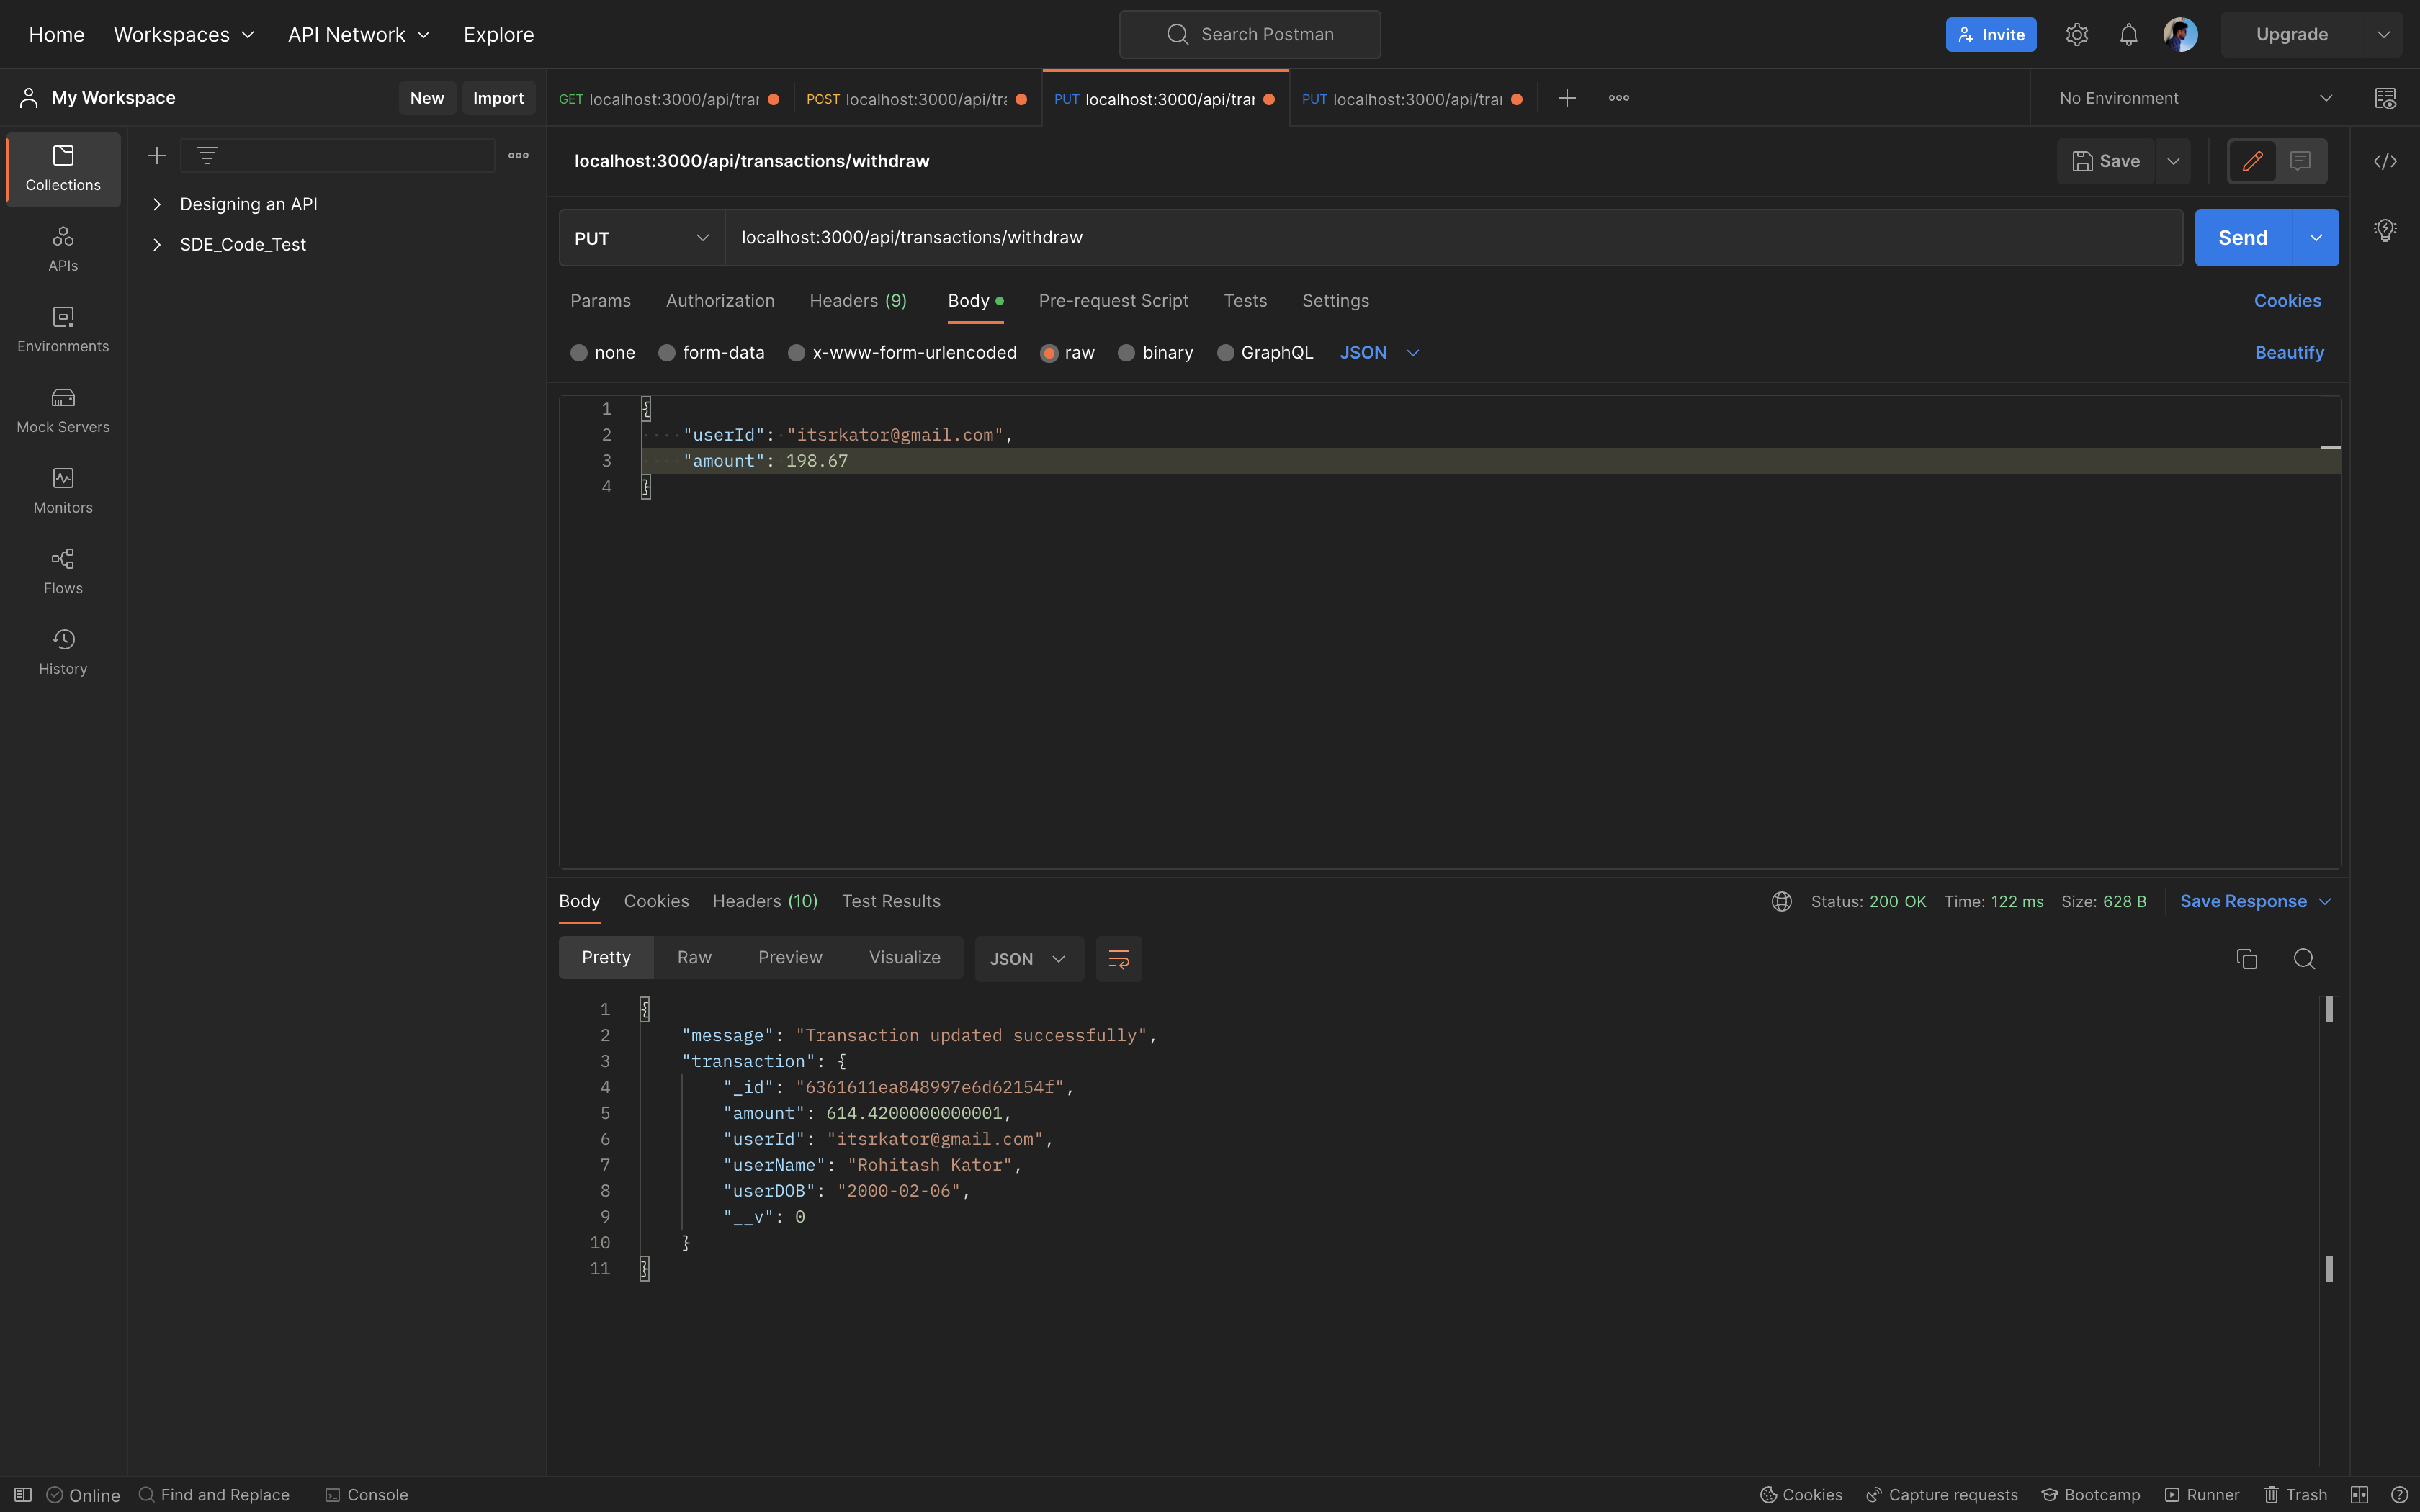 Home Workspaces API Network Explore Search Postman Invite Upgrade
My Workspace New Import
GET localhost:3000/api/trar POST localhost:3000/api/tra PUT localhost:3000/api/trar PUT localhost:3000/api/trar No Environment
Collections
APIs
Environments
Mock Servers
Monitors
Flows
History
Designing an API
SDE_Code_Test
localhost:3000/api/transactions/withdraw Save
PUT localhost:3000/api/transactions/withdraw Send
Params Authorization Headers (9) Body Pre-request Script Tests Settings Cookies
none form-data x-www-form-urlencoded raw binary GraphQL JSON Beautify
1 {
2 "userId": "itsrkator@gmail.com",
3 "amount": 198.67
4 }
Body Cookies Headers (10) Test Results Status: 200 OK Time: 122 ms Size: 628 B Save Response
Pretty Raw Preview Visualize JSON
1 {
2 "message": "Transaction updated successfully",
3 "transaction": {
4 "_id": "6361611ea848997e6d62154f",
5 "amount": 614.4200000000001,
6 "userId": "itsrkator@gmail.com",
7 "userName": "Rohitash Kator",
8 "userDOB": "2000-02-06",
9 "__v": 0
10 }
11 }
Online Find and Replace Console Cookies Capture requests Bootcamp Runner Trash